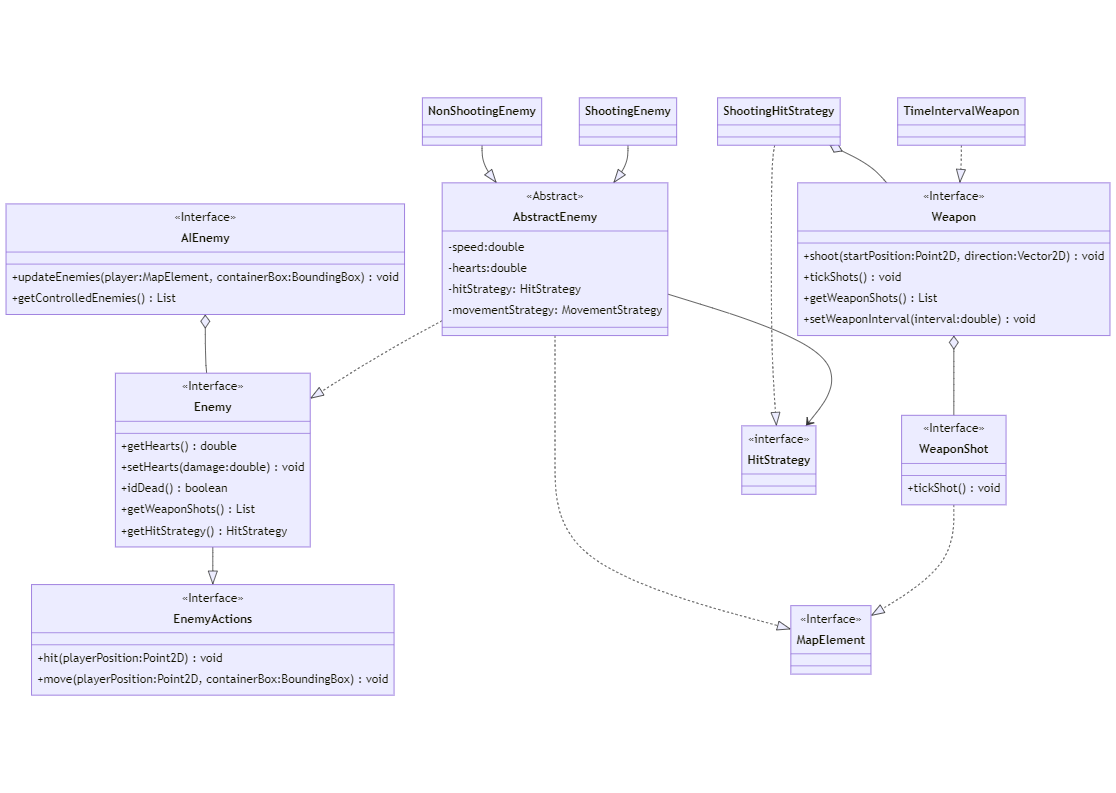 NonShootingEnemy
ShootingEnemy
ShootingHitStrategy
TimeIntervalWeapon
«Abstract»
AbstractEnemy
-speed:double
-hearts:double
-hitStrategy: HitStrategy
-movementStrategy: MovementStrategy
«Interface»
Weapon
+shoot(startPosition:Point2D, direction:Vector2D) : void
+tickShots() : void
+getWeaponShots() : List
+setWeaponInterval(interval:double) : void
«Interface»
AIEnemy
+updateEnemies(player:MapElement, containerBox:BoundingBox) : void
+getControlledEnemies() : List
«Interface»
Enemy
+getHearts() : double
+setHearts(damage:double) : void
+idDead() : boolean
+getWeaponShots() : List
+getHitStrategy() : HitStrategy
«interface»
HitStrategy
«Interface»
WeaponShot
+tickShot() : void
«Interface»
EnemyActions
+hit(playerPosition:Point2D) : void
+move(playerPosition:Point2D, containerBox:BoundingBox) : void
«Interface»
MapElement